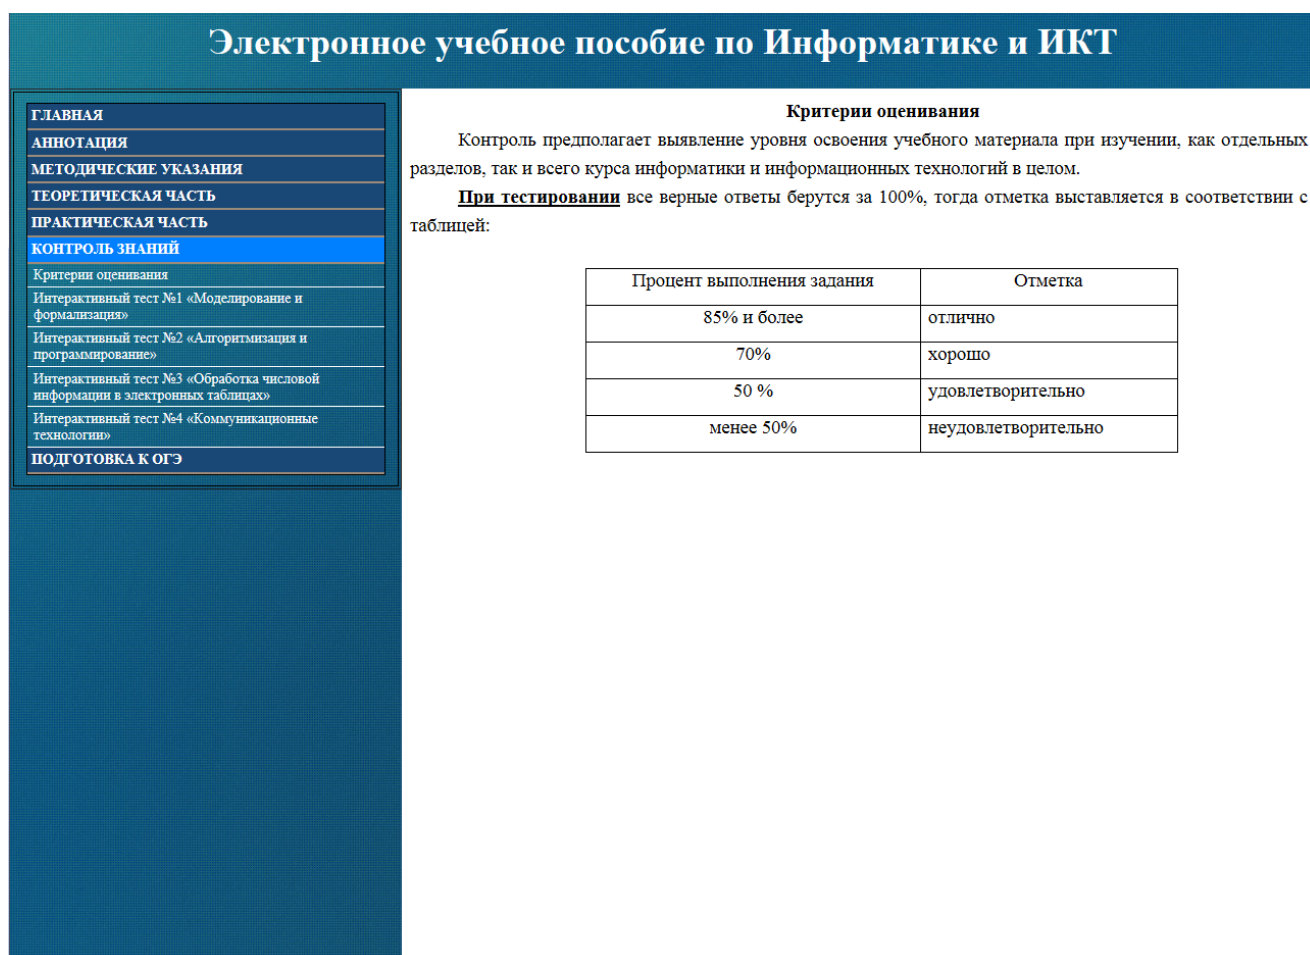 Электронное учебное пособие по Информатике и ИКТ
ГЛАВНАЯ
АННОТАЦИЯ
МЕТОДИЧЕСКИЕ УКАЗАНИЯ
ТЕОРЕТИЧЕСКАЯ ЧАСТЬ
ПРАКТИЧЕСКАЯ ЧАСТЬ
КОНТРОЛЬ ЗНАНИЙ
Критерии оценивания
Интерактивный тест №1 «Моделирование и
формализация»
Интерактивный тест №2 «Алгоритмизация и
программирование»
Интерактивный тест №3 «Обработка числовой
информации в электронных таблицах»
Интерактивный тест №4 «Коммуникационные
технологии»
ПОДГОТОВКА К ОГЭ
Критерии оценивания
Контроль предполагает выявление уровня освоения учебного материала при изучении, как отдельных
разделов, так и всего курса информатики и информационных технологий в целом.
При тестировании все верные ответы берутся за 100%, тогда отметка выставляется в соответствии с
таблицей:
Процент выполнения задания Отметка
85% и более отлично
70% хорошо
50 % удовлетворительно
менее 50% неудовлетворительно